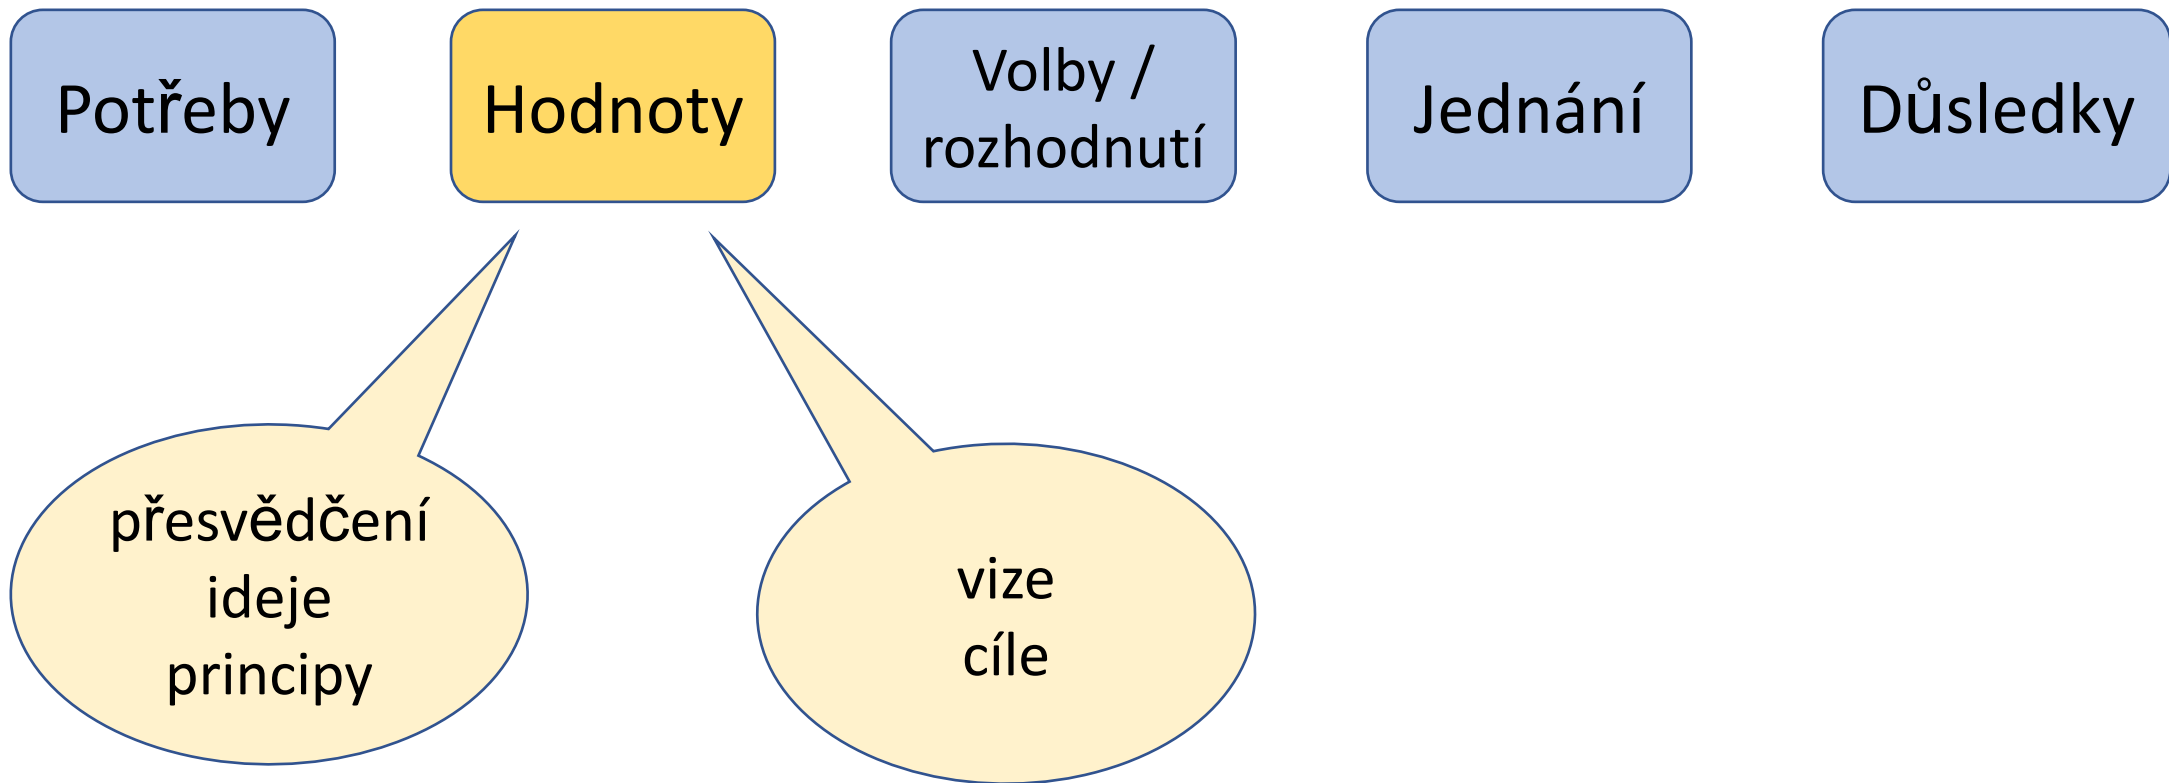 Potřeby
Hodnoty
Volby /
rozhodnutí
Jednání
Důsledky
přesvědčení
ideje
principy
vize
cíle